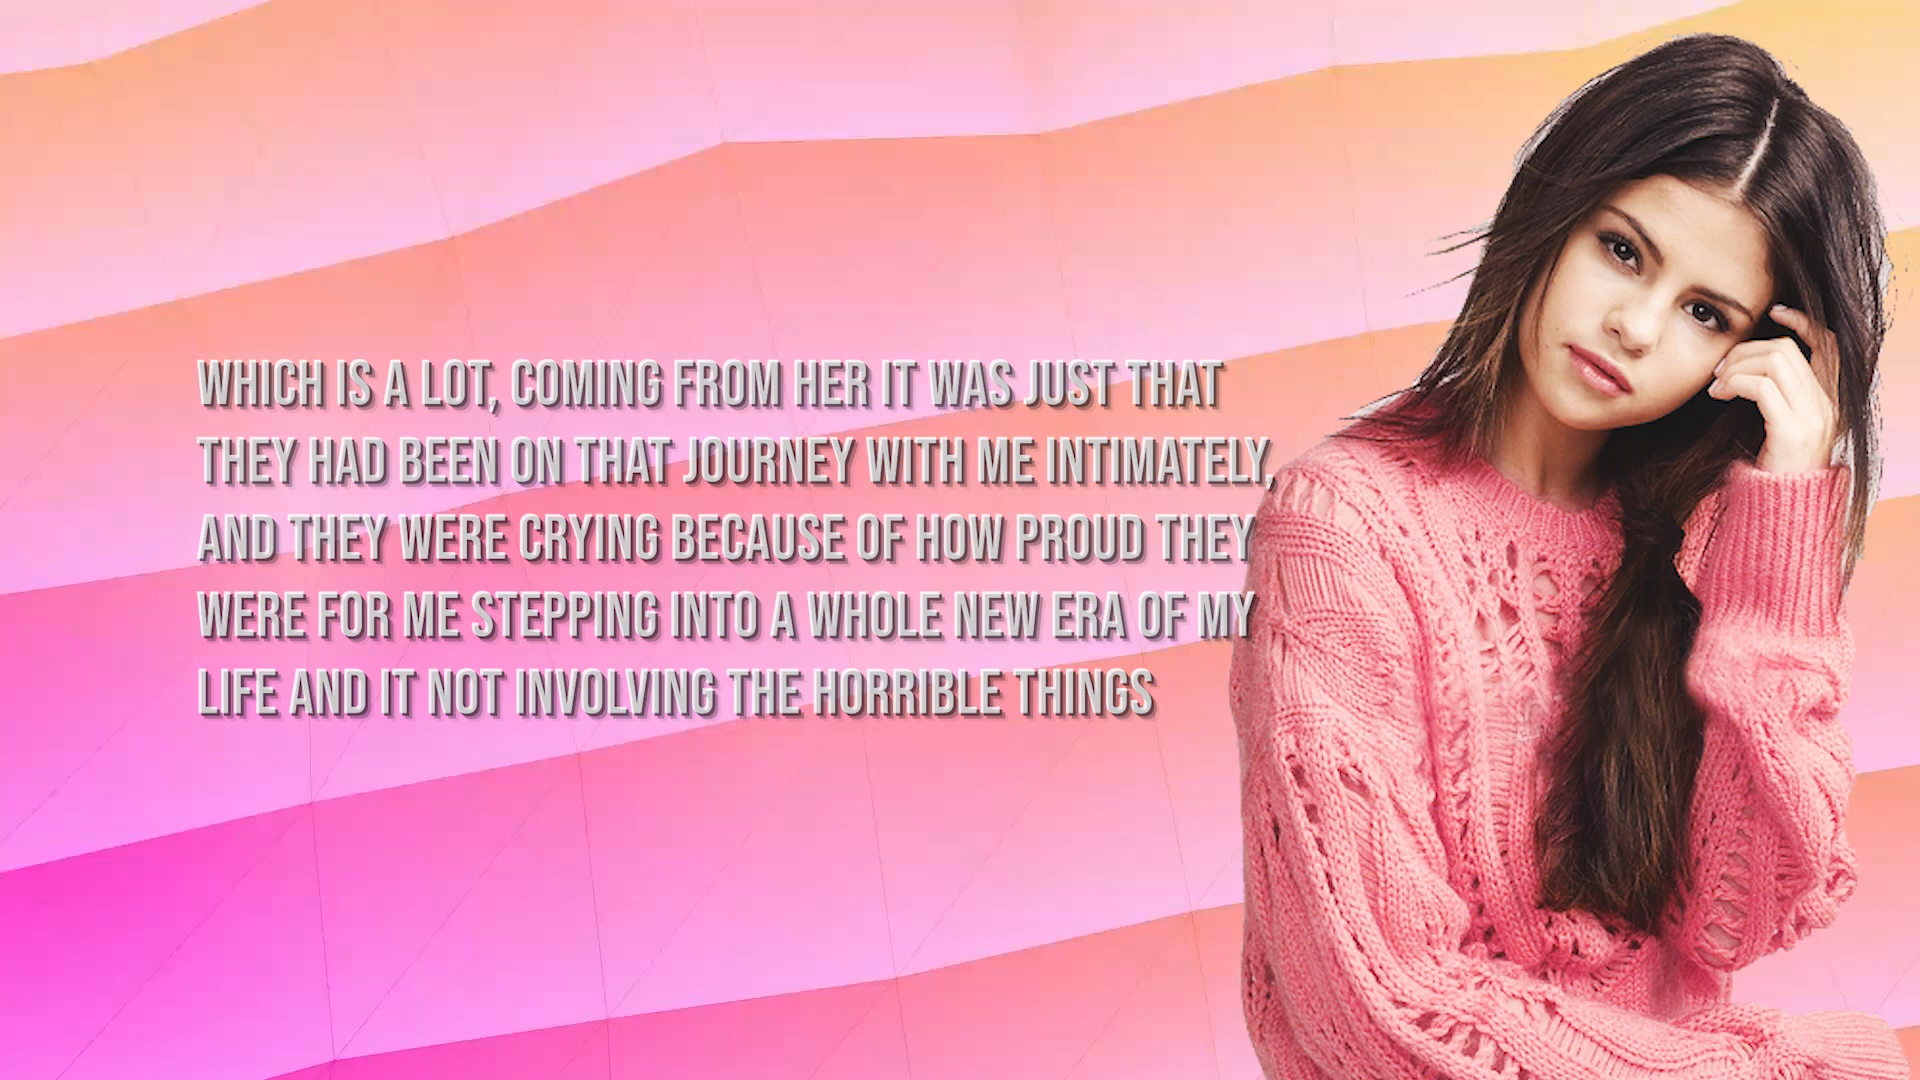 WHICH IS A LOT, COMING FROM HER IT WAS JUST THAT
THEY HAD BEEN ON THAT JOURNEY WITH ME INTIMATELY,
AND THEY WERE CRYING BECAUSE OF HOW PROUD THEY
WERE FOR ME STEPPING INTO A WHOLE NEW ERA OF MY
LIFE AND IT NOT INVOLVING THE HORRIBLE THINGS